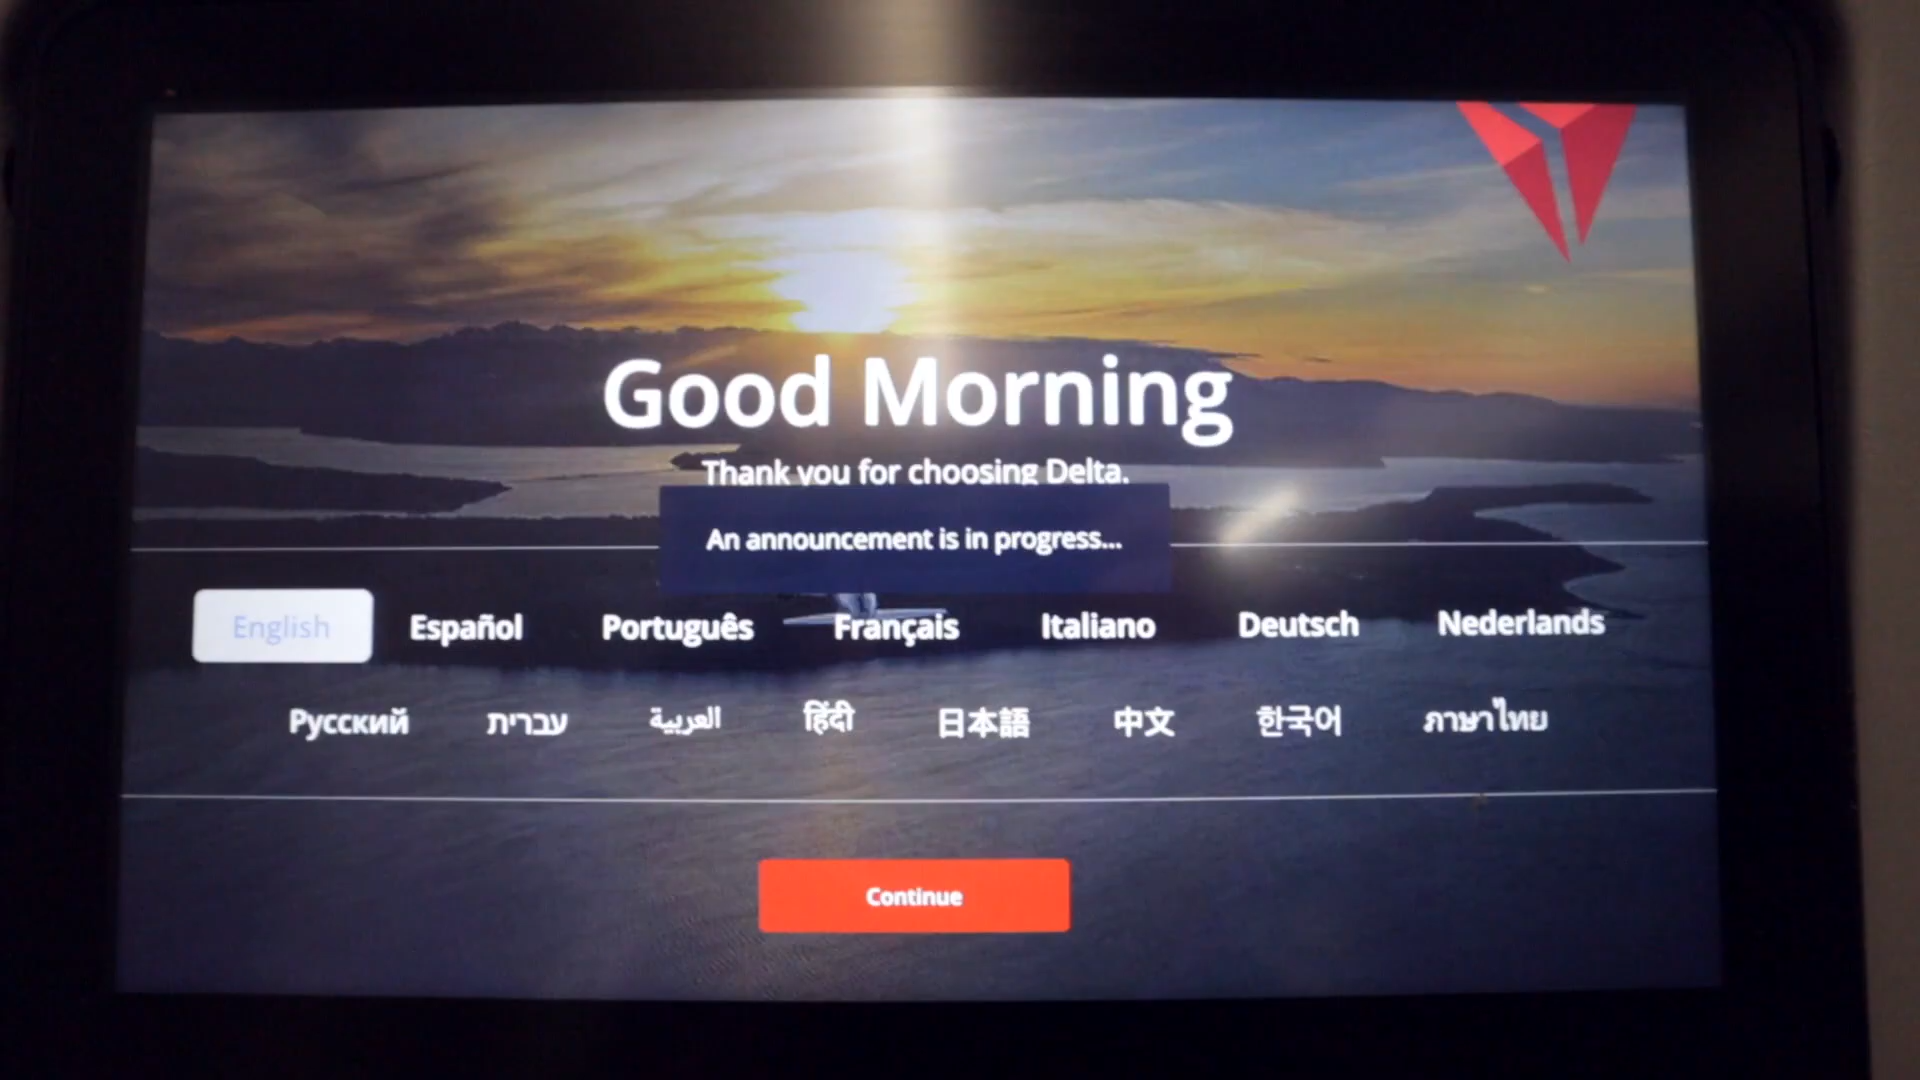 Good Morning
Thank you for choosing Delta.
An announcement is in progress...
English Español Português Français Italiano Deutsch Nederlands
Русский עברית العربية हिंदी 日本語 中文 한국어 ภาษาไทย
Continue